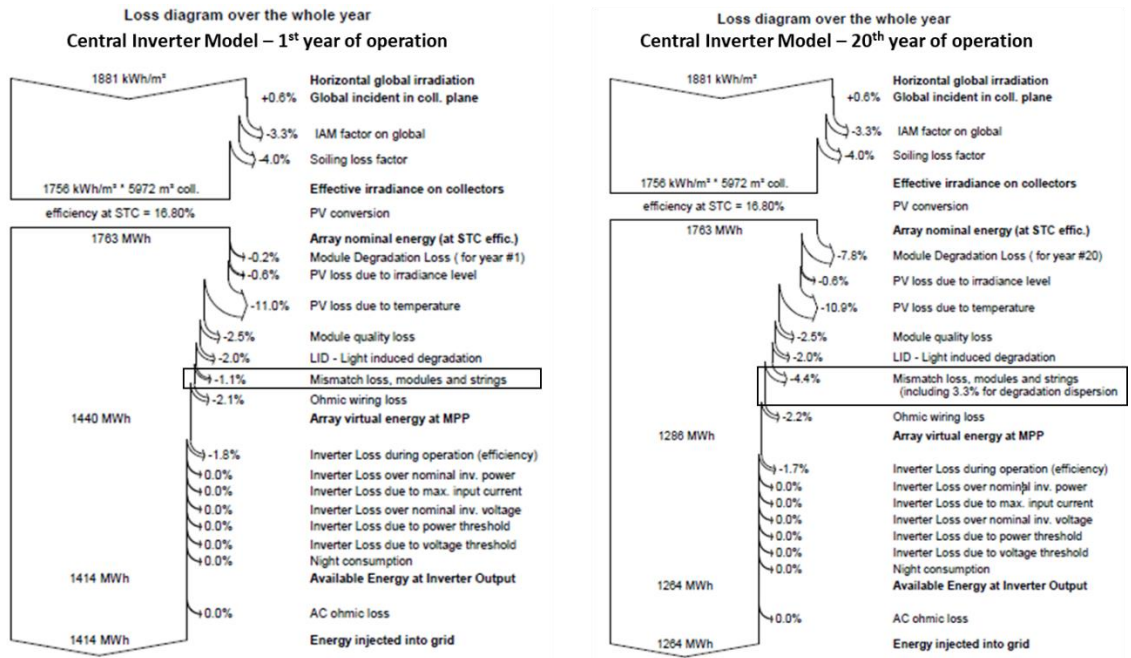 Loss diagram over the whole year
Central Inverter Model – 1st year of operation
1881 kWh/m²
Horizontal global irradiation
+0.6% Global incident in coll. plane
-3.3% IAM factor on global
-4.0% Soiling loss factor
1756 kWh/m² * 5972 m² coll.
Effective irradiance on collectors
efficiency at STC = 16.80%
PV conversion
1763 MWh
Array nominal energy (at STC effic.)
-0.2% Module Degradation Loss ( for year #1)
-0.6% PV loss due to irradiance level
-11.0% PV loss due to temperature
-2.5% Module quality loss
-2.0% LID - Light induced degradation
-1.1% Mismatch loss, modules and strings
-2.1% Ohmic wiring loss
1440 MWh
Array virtual energy at MPP
-1.8% Inverter Loss during operation (efficiency)
0.0% Inverter Loss over nominal inv. power
0.0% Inverter Loss due to max. input current
0.0% Inverter Loss over nominal inv. voltage
0.0% Inverter Loss due to power threshold
0.0% Inverter Loss due to voltage threshold
0.0% Night consumption
1414 MWh
Available Energy at Inverter Output
0.0% AC ohmic loss
1414 MWh
Energy injected into grid
Loss diagram over the whole year
Central Inverter Model – 20th year of operation
1881 kWh/m²
Horizontal global irradiation
+0.6% Global incident in coll. plane
-3.3% IAM factor on global
-4.0% Soiling loss factor
1756 kWh/m² * 5972 m² coll.
Effective irradiance on collectors
efficiency at STC = 16.80%
PV conversion
1763 MWh
Array nominal energy (at STC effic.)
-7.8% Module Degradation Loss ( for year #20)
-0.6% PV loss due to irradiance level
-10.9% PV loss due to temperature
-2.5% Module quality loss
-2.0% LID - Light induced degradation
-4.4% Mismatch loss, modules and strings
(including 3.3% for degradation dispersion
-2.2% Ohmic wiring loss
1286 MWh
Array virtual energy at MPP
-1.7% Inverter Loss during operation (efficiency)
0.0% Inverter Loss over nominal inv. power
0.0% Inverter Loss due to max. input current
0.0% Inverter Loss over nominal inv. voltage
0.0% Inverter Loss due to power threshold
0.0% Inverter Loss due to voltage threshold
0.0% Night consumption
1264 MWh
Available Energy at Inverter Output
0.0% AC ohmic loss
1264 MWh
Energy injected into grid